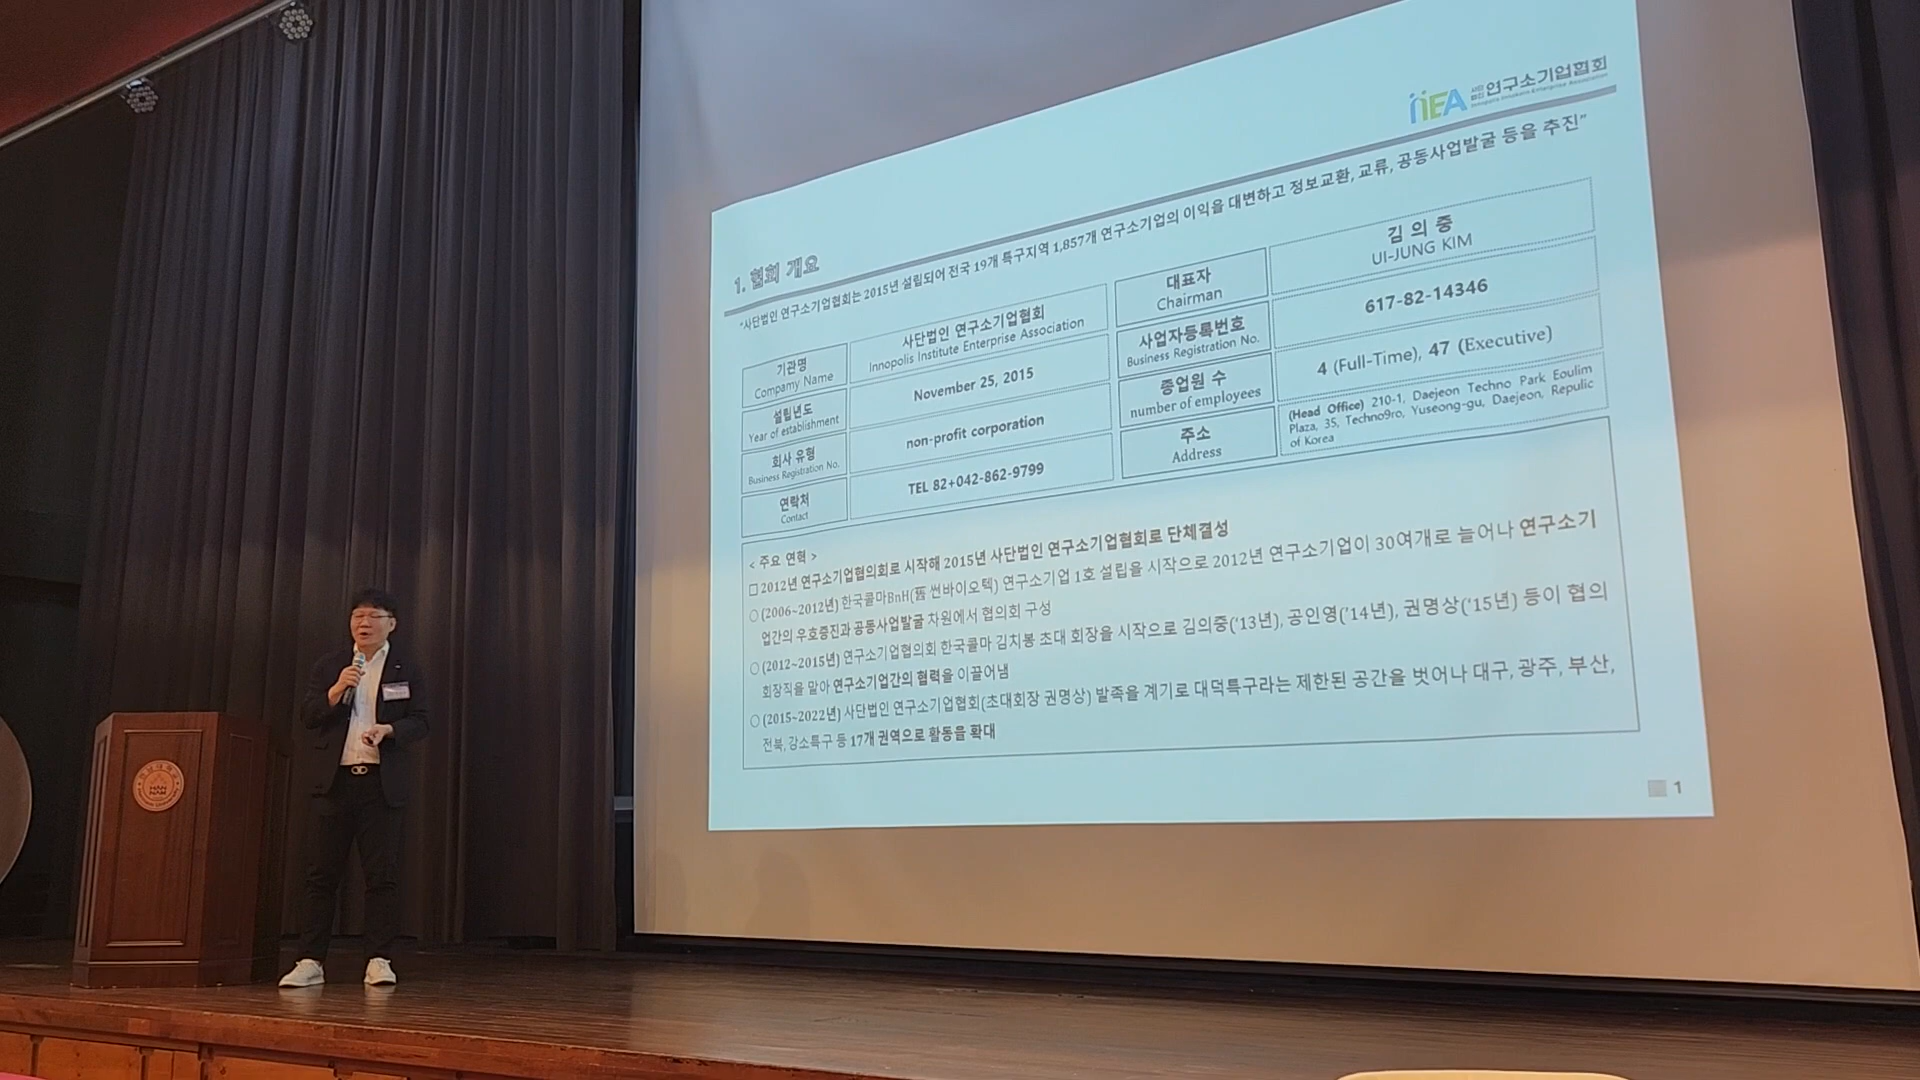 iiEA 사단법인 연구소기업협회
Innopolis Institute Enterprise Association
1. 협회 개요
"사단법인 연구소기업협회는 2015년 설립되어 전국 19개 특구지역 1,857개 연구소기업의 이익을 대변하고 정보교환, 교류, 공동사업발굴 등을 추진"
기관명
Compamy Name
사단법인 연구소기업협회
Innopolis Institute Enterprise Association
대표자
Chairman
김 의 중
UI-JUNG KIM
설립년도
Year of establishment
November 25, 2015
사업자등록번호
Business Registration No.
617-82-14346
회사 유형
Business Registration No.
non-profit corporation
종업원 수
number of employees
4 (Full-Time), 47 (Executive)
연락처
Contact
TEL 82+042-862-9799
주소
Address
(Head Office) 210-1, Daejeon Techno Park Eoulim
Plaza, 35, Techno9ro, Yuseong-gu, Daejeon, Repulic
of Korea
< 주요 연혁 >
□ 2012년 연구소기업협의회로 시작해 2015년 사단법인 연구소기업협회로 단체결성
○ (2006~2012년) 한국콜마BnH(舊 썬바이오텍) 연구소기업 1호 설립을 시작으로 2012년 연구소기업이 30여개로 늘어나 연구소기
업간의 우호증진과 공동사업발굴 차원에서 협의회 구성
○ (2012~2015년) 연구소기업협의회 한국콜마 김치봉 초대 회장을 시작으로 김의중('13년), 공인영('14년), 권명상('15년) 등이 협의
회장직을 맡아 연구소기업간의 협력을 이끌어냄
○ (2015~2022년) 사단법인 연구소기업협회(초대회장 권명상) 발족을 계기로 대덕특구라는 제한된 공간을 벗어나 대구, 광주, 부산,
전북, 강소특구 등 17개 권역으로 활동을 확대
1
HAN
NAM